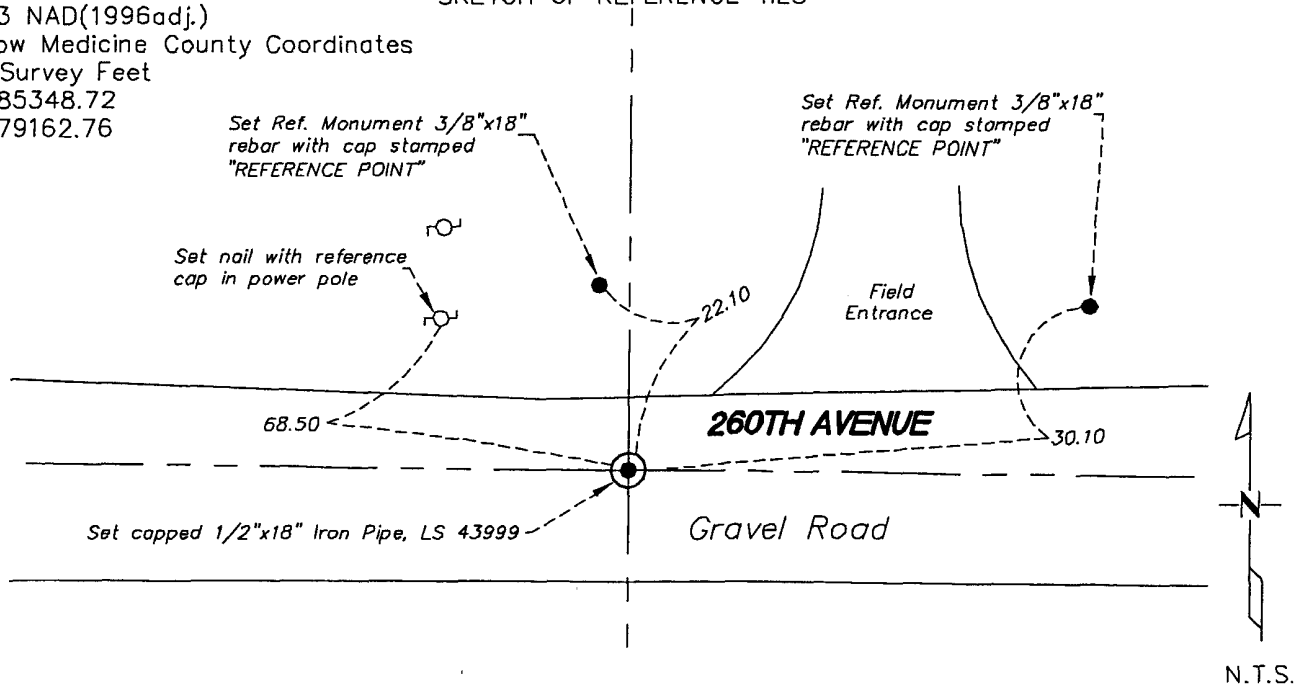 3 NAD(1996adj.)
ow Medicine County Coordinates
Survey Feet
85348.72
79162.76
Set Ref. Monument 3/8"x18"
rebar with cap stamped
"REFERENCE POINT"
Set Ref. Monument 3/8"x18"
rebar with cap stamped
"REFERENCE POINT"
Set nail with reference
cap in power pole
22.10
Field
Entrance
68.50
260TH AVENUE
30.10
Set capped 1/2"x18" Iron Pipe, LS 43999
Gravel Road
N
N.T.S.